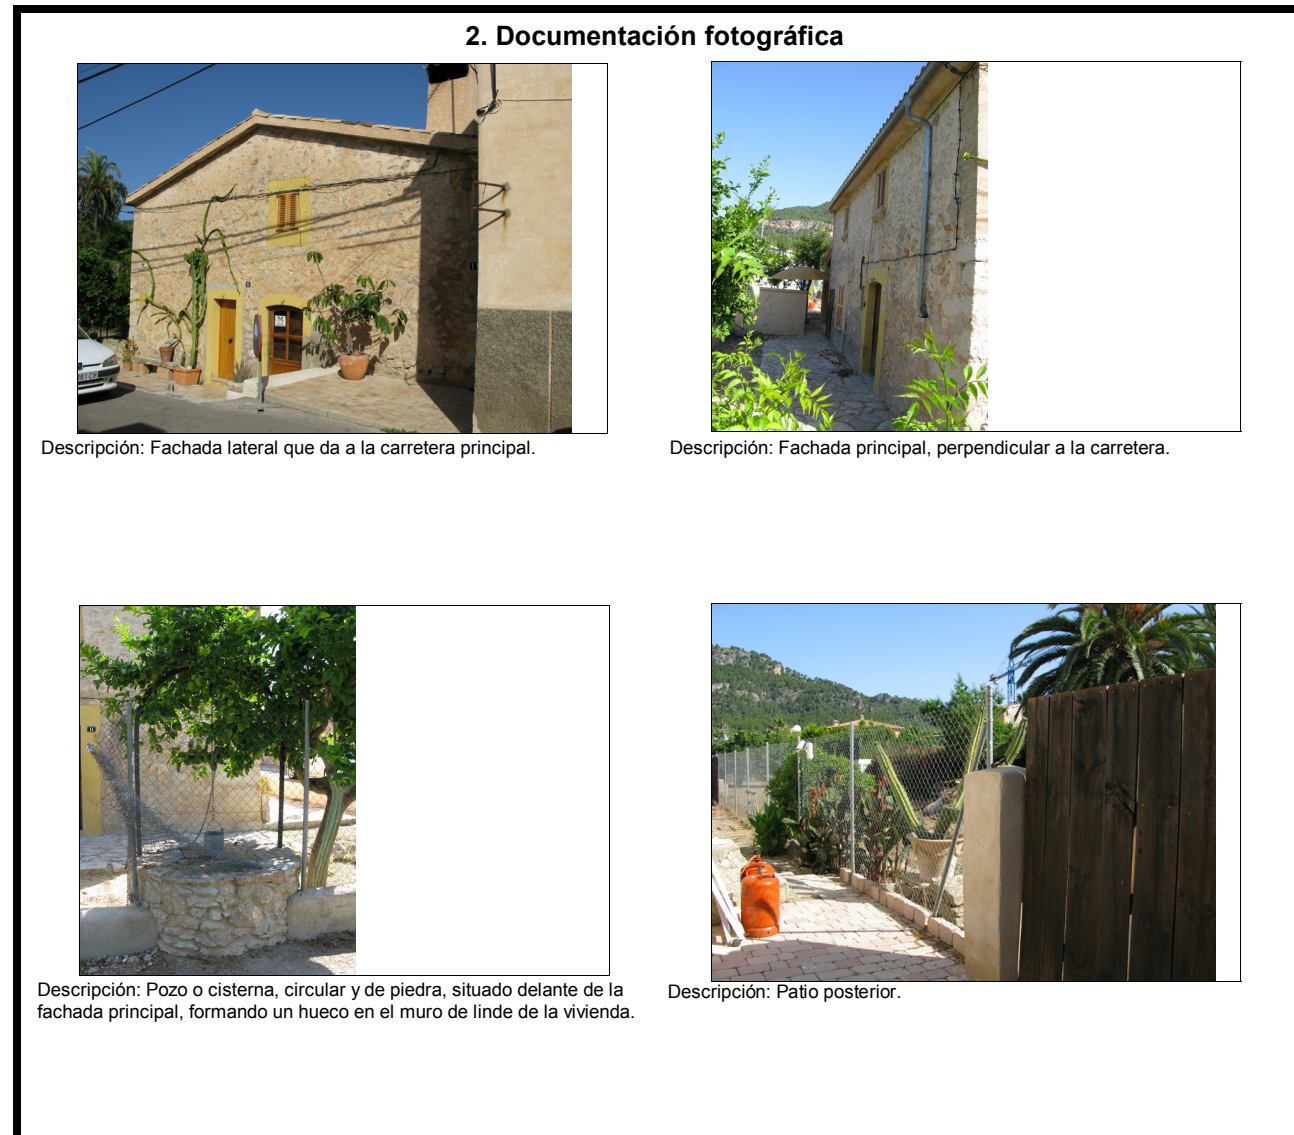 2. Documentación fotográfica
Descripción: Fachada lateral que da a la carretera principal.
Descripción: Fachada principal, perpendicular a la carretera.
Descripción: Pozo o cisterna, circular y de piedra, situado delante de la
fachada principal, formando un hueco en el muro de linde de la vivienda.
Descripción: Patio posterior.